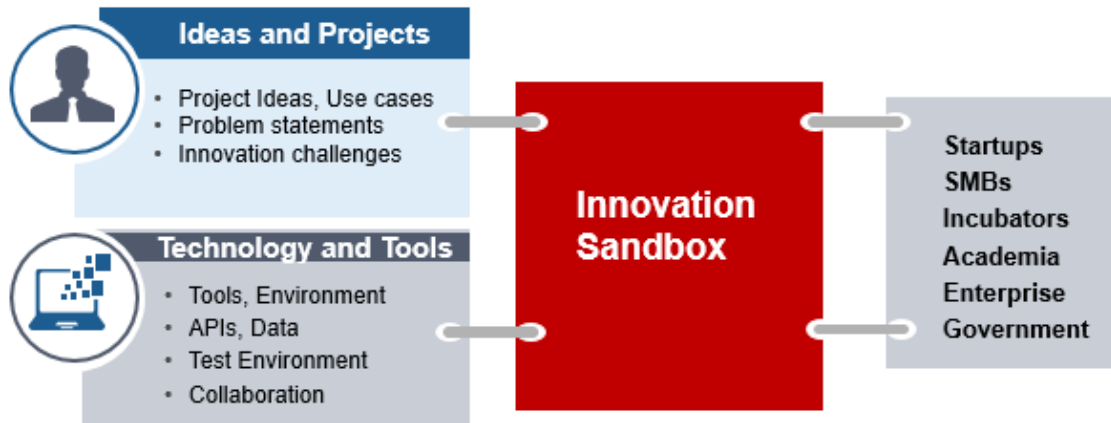 Ideas and Projects
• Project Ideas, Use cases
• Problem statements
• Innovation challenges
Technology and Tools
• Tools, Environment
• APIs, Data
• Test Environment
• Collaboration
Innovation
Sandbox
Startups
SMBs
Incubators
Academia
Enterprise
Government